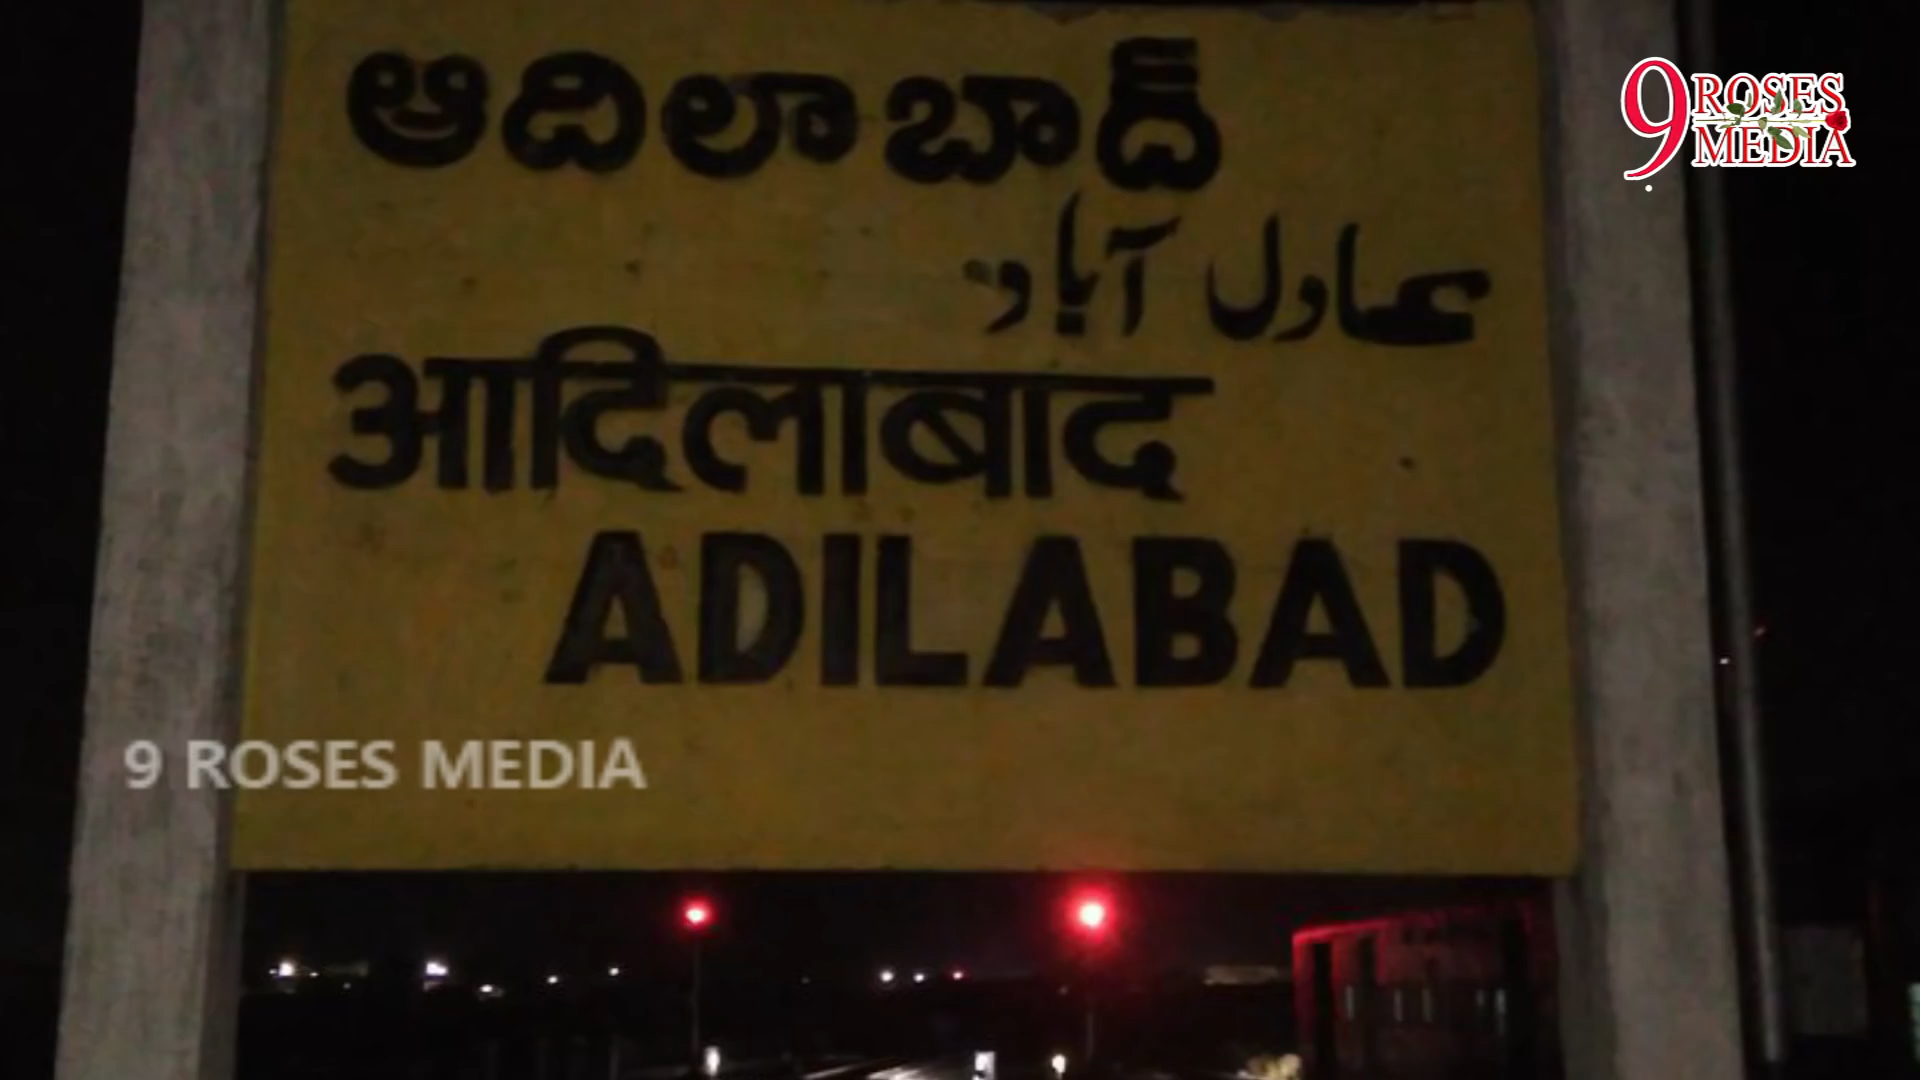 ఆదిలాబాద్
9 ROSES
MEDIA
عادل آباد
आदिलाबाद
ADILABAD
9 ROSES MEDIA